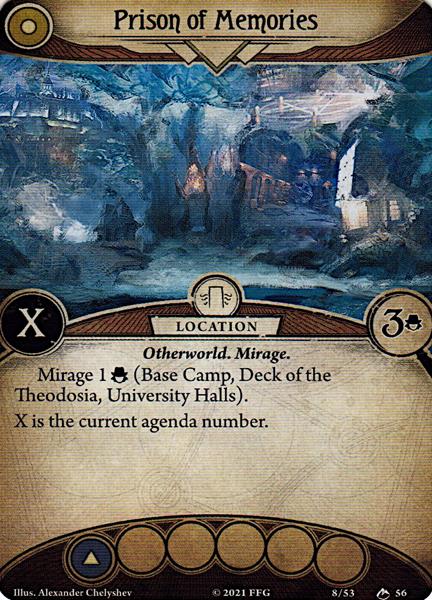 Prison of Memories
X
3
LOCATION
Otherworld. Mirage.
Mirage 1 (Base Camp, Deck of the
Theodosia, University Halls).
X is the current agenda number.
Illus. Alexander Chelyshev
© 2021 FFG
8/53
56